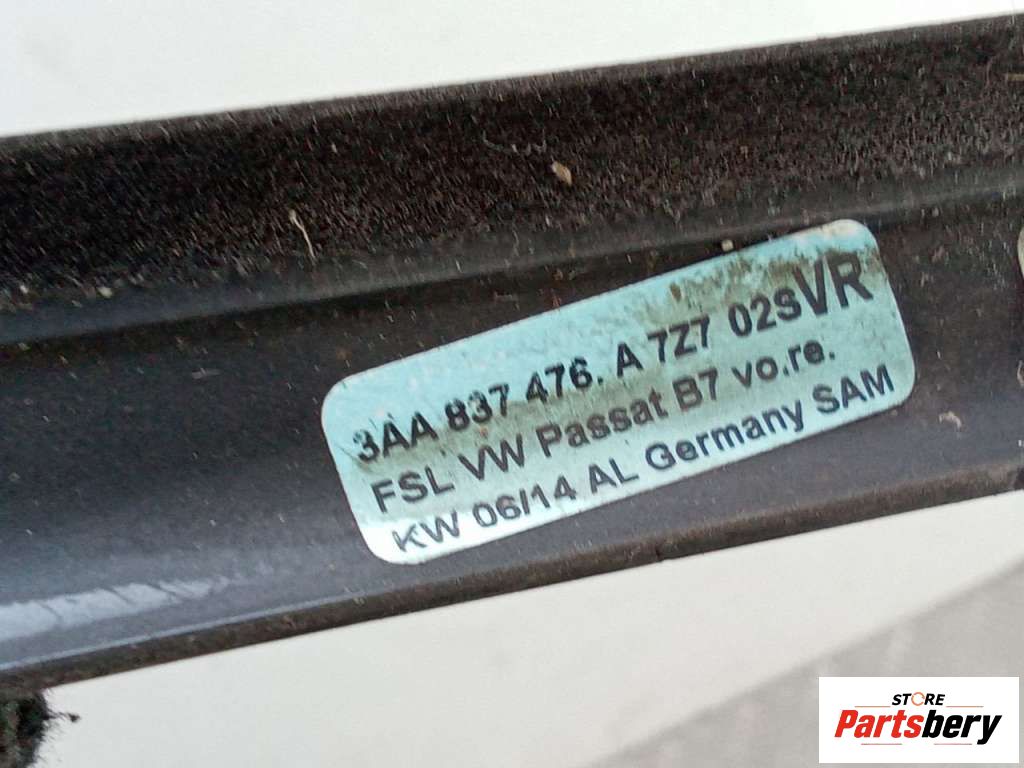 3AA 837 476. A 7Z7 02SVR
FSL VW Passat B7 vo.re.
KW 06/14 AL Germany SAM
STORE
Partsbery